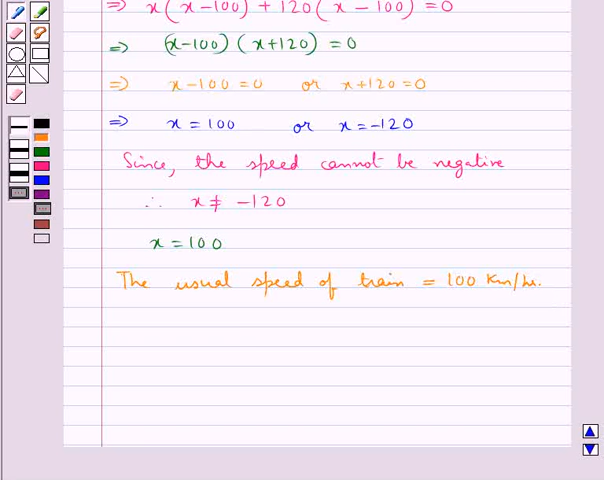 ⇒ x(x-100) + 120(x-100) = 0
⇒ (x-100) (x+120) = 0
⇒ x-100=0 or x+120=0
⇒ x = 100 or x=-120
Since, the speed cannot be negative
∴ x ≠ -120
x = 100
The usual speed of train = 100 Km/hr.